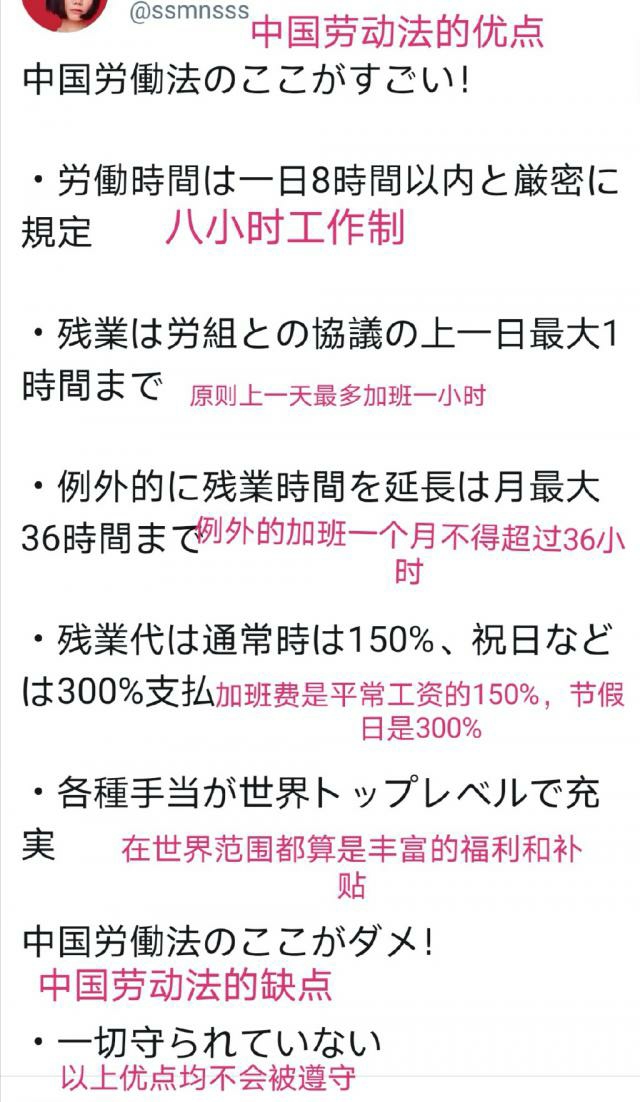 @ssmnsss
中国劳动法的优点
中国労働法のここがすごい!
・労働時間は一日8時間以内と厳密に
規定
八小时工作制
・残業は労組との協議の上一日最大1
時間まで
原则上一天最多加班一小时
・例外的に残業時間を延長は月最大
36時間まで
例外的加班一个月不得超过36小
时
・残業代は通常時は150%、祝日など
は300%支払
加班费是平常工资的150%，节假
日是300%
・各種手当が世界トップレベルで充
実
在世界范围都算是丰富的福利和补
贴
中国労働法のここがダメ!
中国劳动法的缺点
・一切守られていない
以上优点均不会被遵守